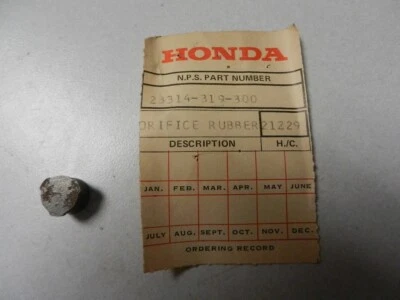 HONDA
N.P.S. PART NUMBER
23314-319-300
ORIFICE RUBBER 21229
DESCRIPTION H./C.
JAN. FEB. MAR. APR. MAY JUNE
JULY AUG. SEPT. OCT. NOV. DEC.
ORDERING RECORD